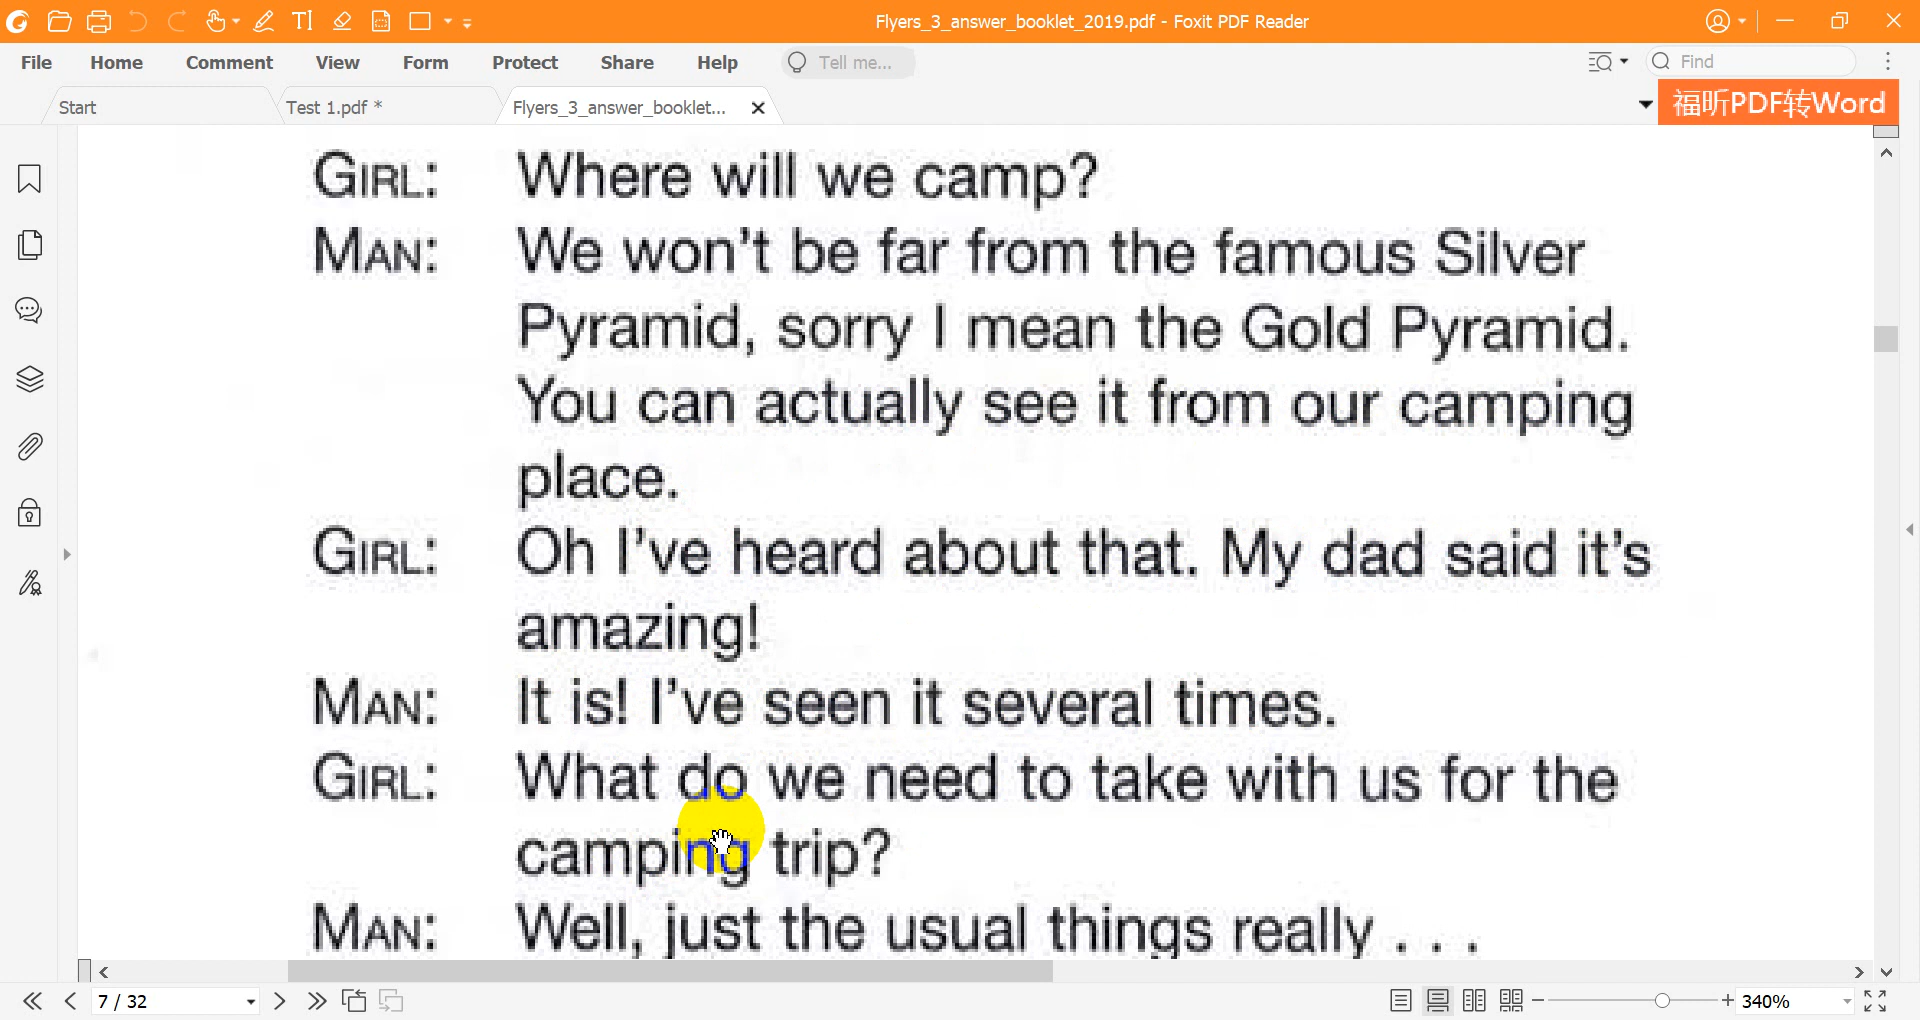 Flyers_3_answer_booklet_2019.pdf - Foxit PDF Reader
File Home Comment View Form Protect Share Help Tell me... Find
Start Test 1.pdf * Flyers_3_answer_booklet... 福昕PDF转Word
GIRL: Where will we camp?
MAN: We won't be far from the famous Silver
Pyramid, sorry I mean the Gold Pyramid.
You can actually see it from our camping
place.
GIRL: Oh I've heard about that. My dad said it's
amazing!
MAN: It is! I've seen it several times.
GIRL: What do we need to take with us for the
camping trip?
MAN: Well, just the usual things really . . .
7 / 32 340%